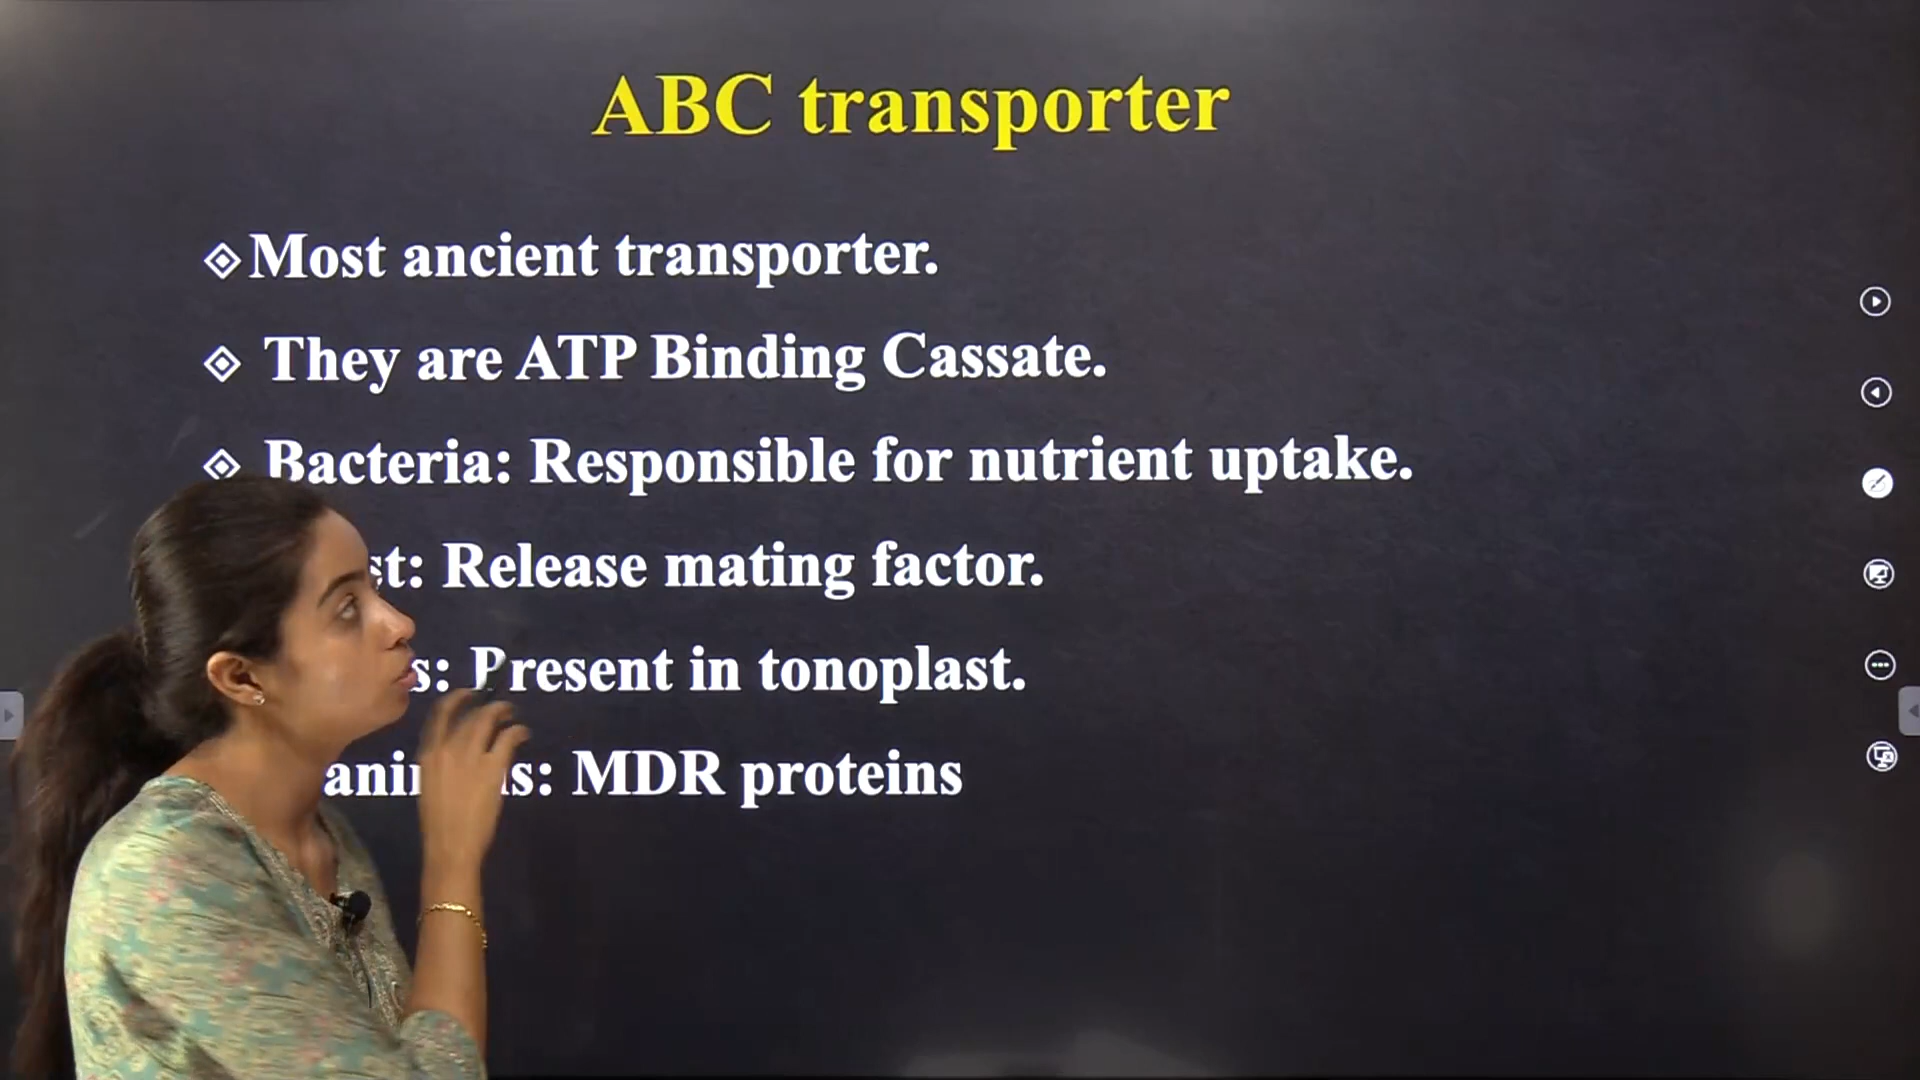 ABC transporter
Most ancient transporter.
They are ATP Binding Cassate.
Bacteria: Responsible for nutrient uptake.
Release mating factor.
Present in tonoplast.
MDR proteins